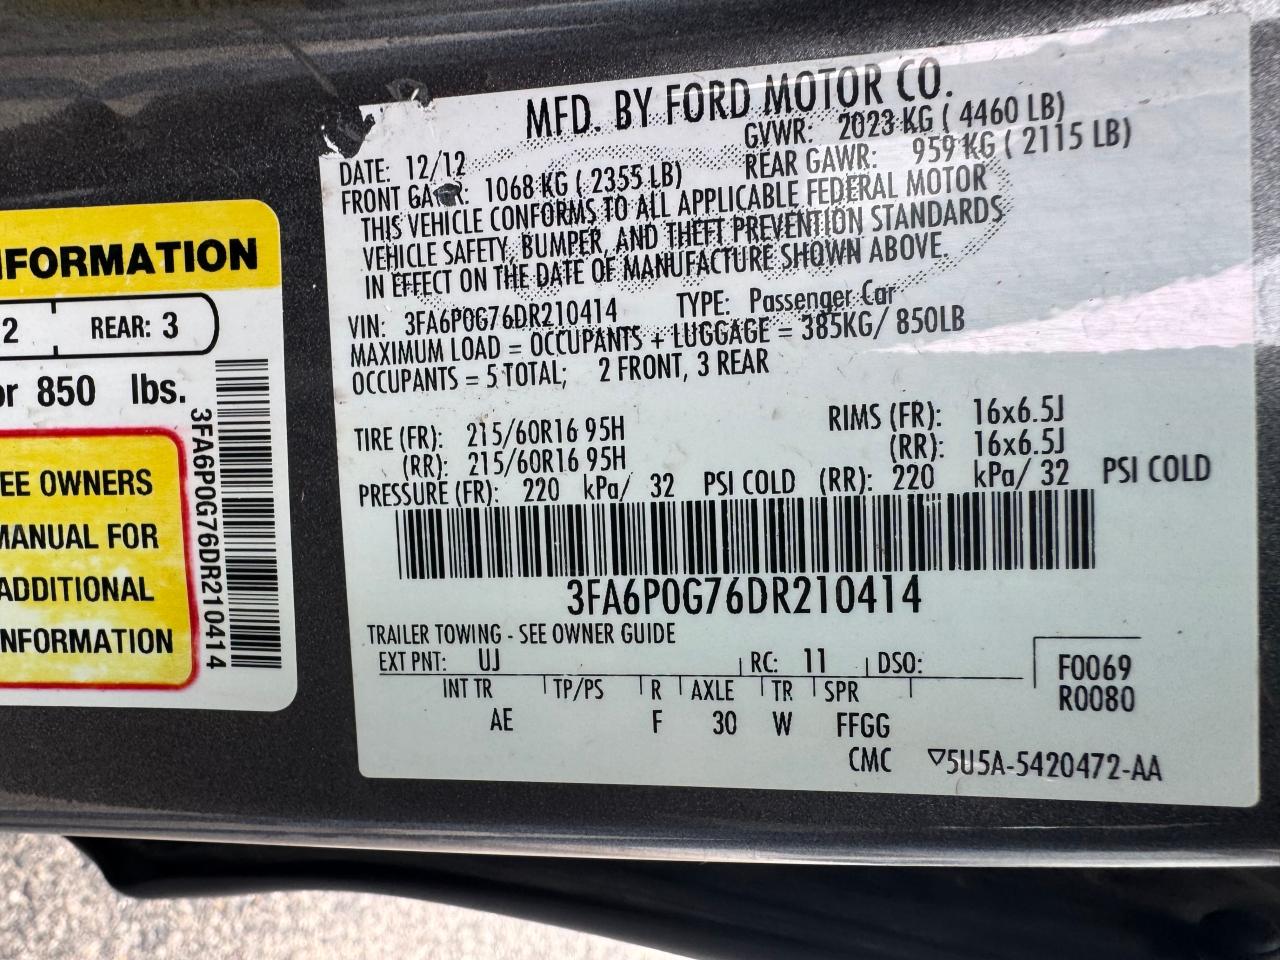 NFORMATION
2 REAR: 3
or 850 lbs.
EE OWNERS
MANUAL FOR
ADDITIONAL
NFORMATION
3FA6P0G76DR210414
MFD. BY FORD MOTOR CO.
DATE: 12/12 GVWR: 2023 KG ( 4460 LB)
FRONT GAWR: 1068 KG ( 2355 LB) REAR GAWR: 959 KG ( 2115 LB)
THIS VEHICLE CONFORMS TO ALL APPLICABLE FEDERAL MOTOR
VEHICLE SAFETY, BUMPER, AND THEFT PREVENTION STANDARDS
IN EFFECT ON THE DATE OF MANUFACTURE SHOWN ABOVE.
VIN: 3FA6P0G76DR210414 TYPE: Passenger Car
MAXIMUM LOAD = OCCUPANTS + LUGGAGE = 385KG/ 850LB
OCCUPANTS = 5 TOTAL; 2 FRONT, 3 REAR
TIRE (FR): 215/60R16 95H RIMS (FR): 16x6.5J
(RR): 215/60R16 95H (RR): 16x6.5J
PRESSURE (FR): 220 kPa/ 32 PSI COLD (RR): 220 kPa/ 32 PSI COLD
3FA6P0G76DR210414
TRAILER TOWING - SEE OWNER GUIDE
EXT PNT: UJ RC: 11 DSO: F0069
INT TR TP/PS R AXLE TR SPR R0080
AE F 30 W FFGG
CMC ▽5U5A-5420472-AA